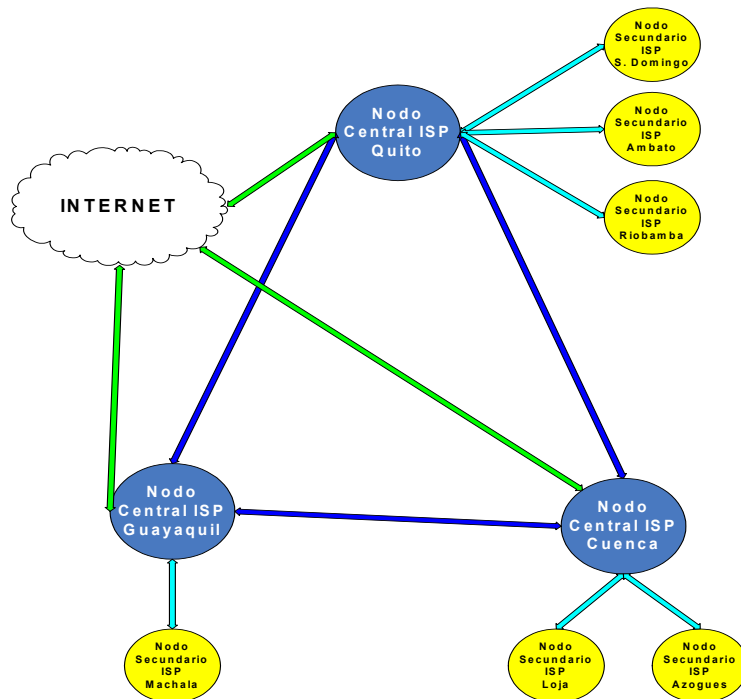 Nodo
Secundario
ISP
S. Domingo
Nodo
Central ISP
Quito
Nodo
Secundario
ISP
Ambato
Nodo
Secundario
ISP
Riobamba
INTERNET
Nodo
Central ISP
Guayaquil
Nodo
Central ISP
Cuenca
Nodo
Secundario
ISP
Machala
Nodo
Secundario
ISP
Loja
Nodo
Secundario
ISP
Azogues